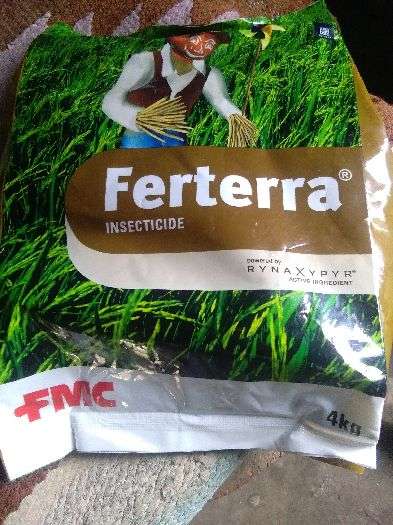 Ferterra®
INSECTICIDE
powered by
RYNAXYPYR®
ACTIVE INGREDIENT
FMC
4kg